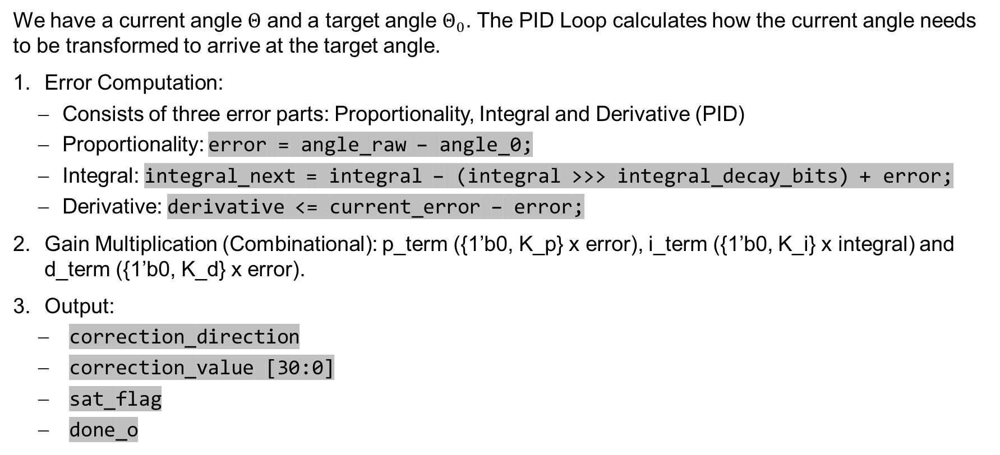 We have a current angle Θ and a target angle Θ₀. The PID Loop calculates how the current angle needs
to be transformed to arrive at the target angle.
1. Error Computation:
– Consists of three error parts: Proportionality, Integral and Derivative (PID)
– Proportionality: error = angle_raw – angle_0;
– Integral: integral_next = integral – (integral >>> integral_decay_bits) + error;
– Derivative: derivative <= current_error – error;
2. Gain Multiplication (Combinational): p_term ({1’b0, K_p} x error), i_term ({1’b0, K_i} x integral) and
d_term ({1’b0, K_d} x error).
3. Output:
– correction_direction
– correction_value [30:0]
– sat_flag
– done_o